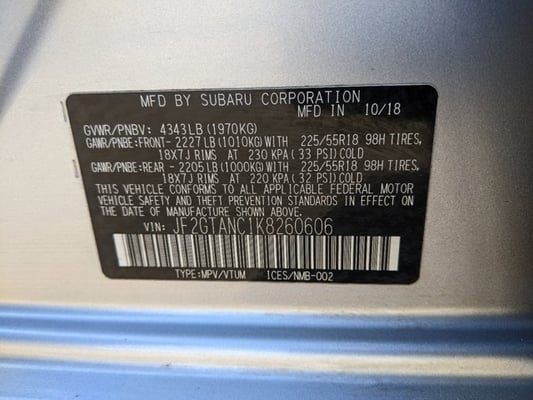 MFD BY SUBARU CORPORATION
MFD IN 10/18
GVWR/PNBV: 4343LB(1970KG)
GAWR/PNBE:FRONT- 2227LB(1010KG)WITH 225/55R18 98H TIRES,
18X7J RIMS AT 230 KPA(33 PSI)COLD
GAWR/PNBE:REAR - 2205LB(1000KG)WITH 225/55R18 98H TIRES,
18X7J RIMS AT 220 KPA(32 PSI)COLD
THIS VEHICLE CONFORMS TO ALL APPLICABLE FEDERAL MOTOR
VEHICLE SAFETY AND THEFT PREVENTION STANDARDS IN EFFECT ON
THE DATE OF MANUFACTURE SHOWN ABOVE.
VIN: JF2GTANC1K8260606
TYPE:MPV/VTUM ICES/NMB-002